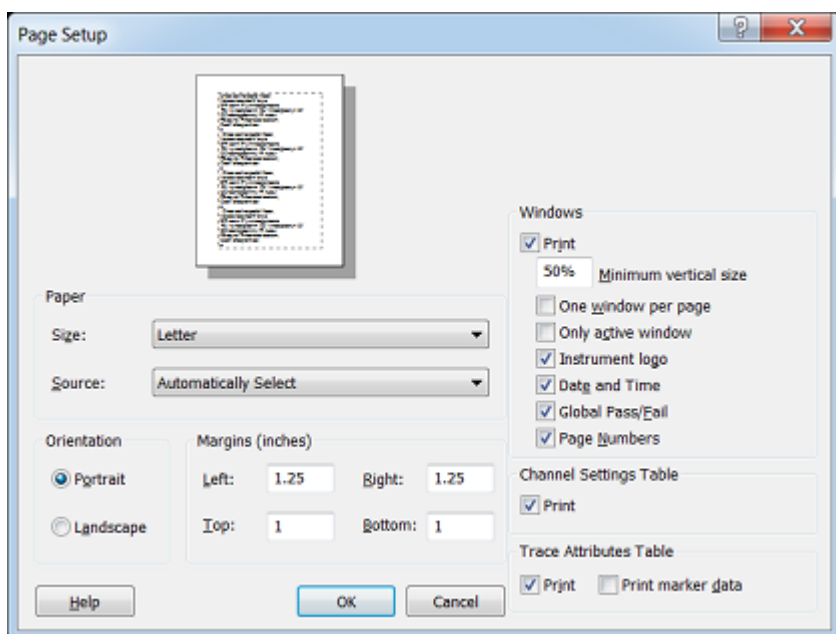 Page Setup
Paper
Size: Letter
Source: Automatically Select
Orientation
Portrait
Landscape
Margins (inches)
Left: 1.25 Right: 1.25
Top: 1 Bottom: 1
Windows
Print
50% Minimum vertical size
One window per page
Only active window
Instrument logo
Date and Time
Global Pass/Fail
Page Numbers
Channel Settings Table
Print
Trace Attributes Table
Print Print marker data
Help OK Cancel